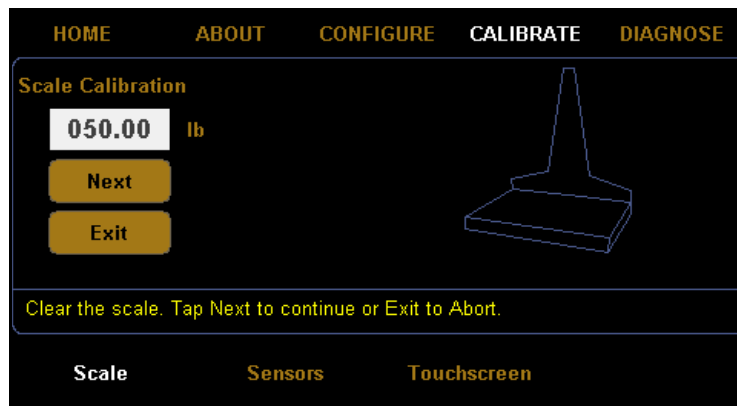 HOME ABOUT CONFIGURE CALIBRATE DIAGNOSE
Scale Calibration
050.00 lb
Next
Exit
Clear the scale. Tap Next to continue or Exit to Abort.
Scale Sensors Touchscreen